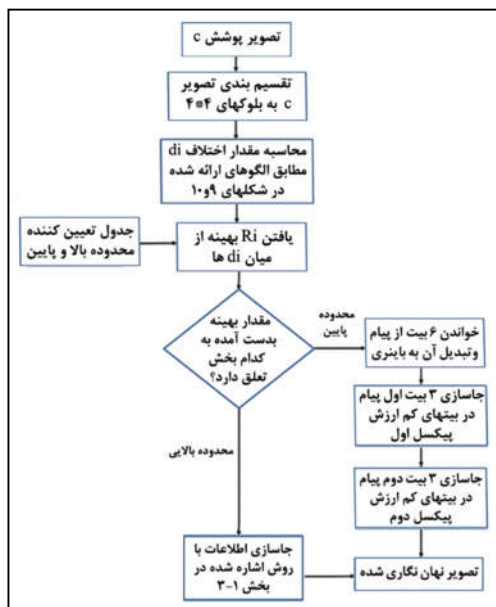 تصویر پوشش c
تقسیم بندی تصویر
c به بلوکهای ۴*۴
محاسبه مقدار اختلاف di
مطابق الگوهای ارائه شده
در شکلهای ۹و۱۰
جدول تعیین کننده
محدوده بالا و پایین
یافتن Ri بهینه از
میان di ها
مقدار بهینه
بدست آمده به
کدام بخش
تعلق دارد؟
محدوده
پایین
خواندن ۶ بیت از پیام
وتبدیل آن به باینری
جاسازی ۳ بیت اول پیام
در بیتهای کم ارزش
پیکسل اول
محدوده بالایی
جاسازی ۳ بیت دوم پیام
در بیتهای کم ارزش
پیکسل دوم
جاسازی اطلاعات با
روش اشاره شده در
بخش ۱-۳
تصویر نهان نگاری شده